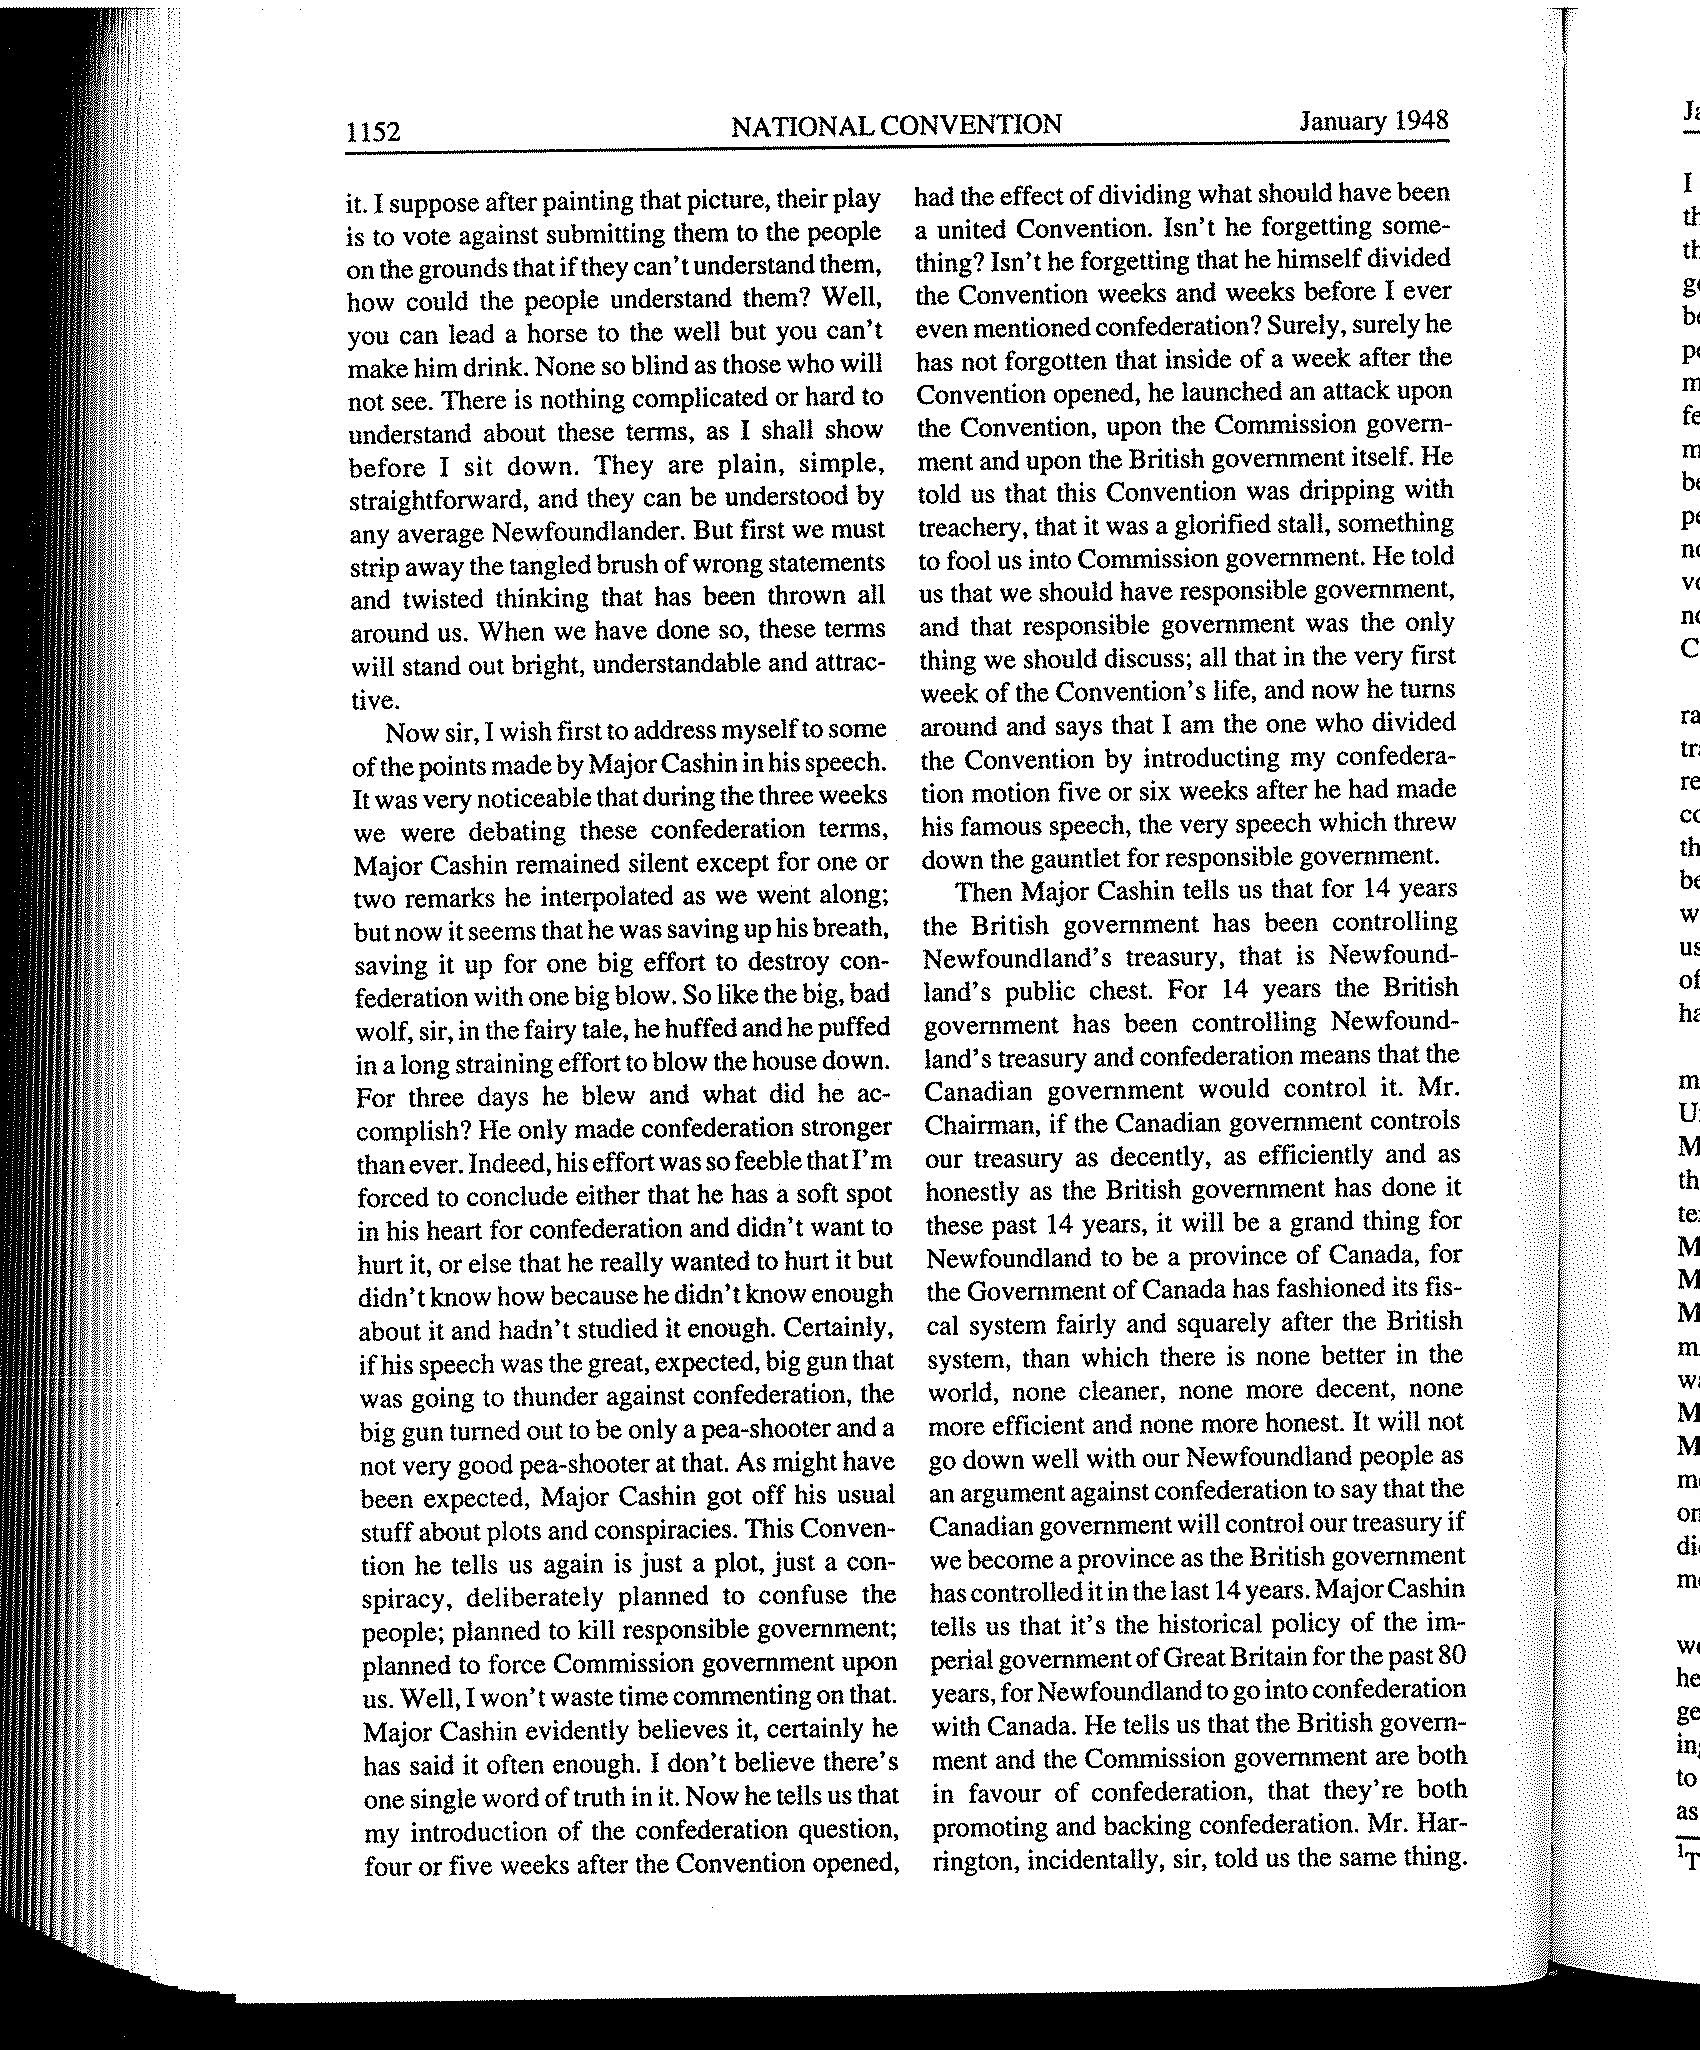 1152 NATIONAL CONVENTION January 1948
it. I suppose after painting that picture, their play
is to vote against submitting them to the people
on the grounds that if they can't understand them,
how could the people understand them? Well,
you can lead a horse to the well but you can't
make him drink. None so blind as those who will
not see. There is nothing complicated or hard to
understand about these terms, as I shall show
before I sit down. They are plain, simple,
straightforward, and they can be understood by
any average Newfoundlander. But first we must
strip away the tangled brush of wrong statements
and twisted thinking that has been thrown all
around us. When we have done so, these terms
will stand out bright, understandable and attrac-
tive.
Now sir, I wish first to address myself to some
of the points made by Major Cashin in his speech.
It was very noticeable that during the three weeks
we were debating these confederation terms,
Major Cashin remained silent except for one or
two remarks he interpolated as we went along;
but now it seems that he was saving up his breath,
saving it up for one big effort to destroy con-
federation with one big blow. So like the big, bad
wolf, sir, in the fairy tale, he huffed and he puffed
in a long straining effort to blow the house down.
For three days he blew and what did he ac-
complish? He only made confederation stronger
than ever. Indeed, his effort was so feeble that I'm
forced to conclude either that he has a soft spot
in his heart for confederation and didn't want to
hurt it, or else that he really wanted to hurt it but
didn't know how because he didn't know enough
about it and hadn't studied it enough. Certainly,
if his speech was the great, expected, big gun that
was going to thunder against confederation, the
big gun turned out to be only a pea-shooter and a
not very good pea-shooter at that. As might have
been expected, Major Cashin got off his usual
stuff about plots and conspiracies. This Conven-
tion he tells us again is just a plot, just a con-
spiracy, deliberately planned to confuse the
people; planned to kill responsible government;
planned to force Commission government upon
us. Well, I won't waste time commenting on that.
Major Cashin evidently believes it, certainly he
has said it often enough. I don't believe there's
one single word of truth in it. Now he tells us that
my introduction of the confederation question,
four or five weeks after the Convention opened,
had the effect of dividing what should have been
a united Convention. Isn't he forgetting some-
thing? Isn't he forgetting that he himself divided
the Convention weeks and weeks before I ever
even mentioned confederation? Surely, surely he
has not forgotten that inside of a week after the
Convention opened, he launched an attack upon
the Convention, upon the Commission govern-
ment and upon the British government itself. He
told us that this Convention was dripping with
treachery, that it was a glorified stall, something
to fool us into Commission government. He told
us that we should have responsible government,
and that responsible government was the only
thing we should discuss; all that in the very first
week of the Convention's life, and now he turns
around and says that I am the one who divided
the Convention by introducting my confedera-
tion motion five or six weeks after he had made
his famous speech, the very speech which threw
down the gauntlet for responsible government.
Then Major Cashin tells us that for 14 years
the British government has been controlling
Newfoundland's treasury, that is Newfound-
land's public chest. For 14 years the British
government has been controlling Newfound-
land's treasury and confederation means that the
Canadian government would control it. Mr.
Chairman, if the Canadian government controls
our treasury as decently, as efficiently and as
honestly as the British government has done it
these past 14 years, it will be a grand thing for
Newfoundland to be a province of Canada, for
the Government of Canada has fashioned its fis-
cal system fairly and squarely after the British
system, than which there is none better in the
world, none cleaner, none more decent, none
more efficient and none more honest. It will not
go down well with our Newfoundland people as
an argument against confederation to say that the
Canadian government will control our treasury if
we become a province as the British government
has controlled it in the last 14 years. Major Cashin
tells us that it's the historical policy of the im-
perial government of Great Britain for the past 80
years, for Newfoundland to go into confederation
with Canada. He tells us that the British govern-
ment and the Commission government are both
in favour of confederation, that they're both
promoting and backing confederation. Mr. Har-
rington, incidentally, sir, told us the same thing.